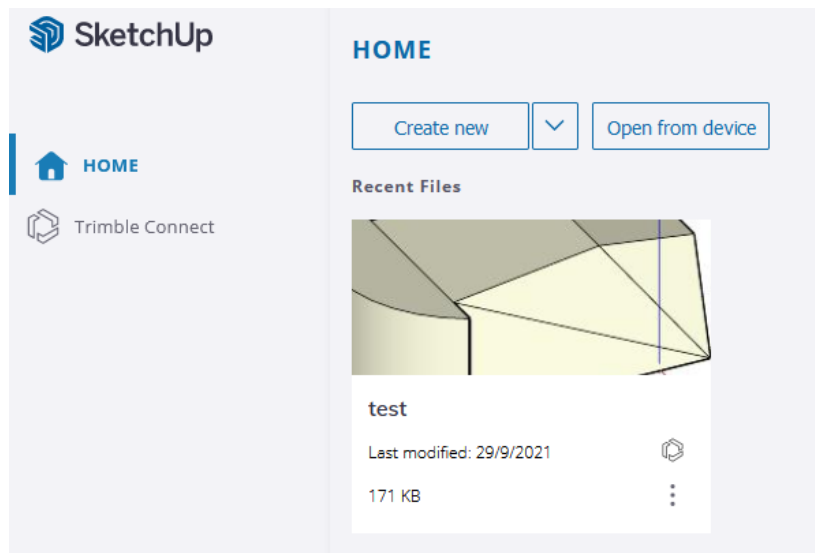 SketchUp
HOME
Create new
Open from device
HOME
Recent Files
Trimble Connect
test
Last modified: 29/9/2021
171 KB